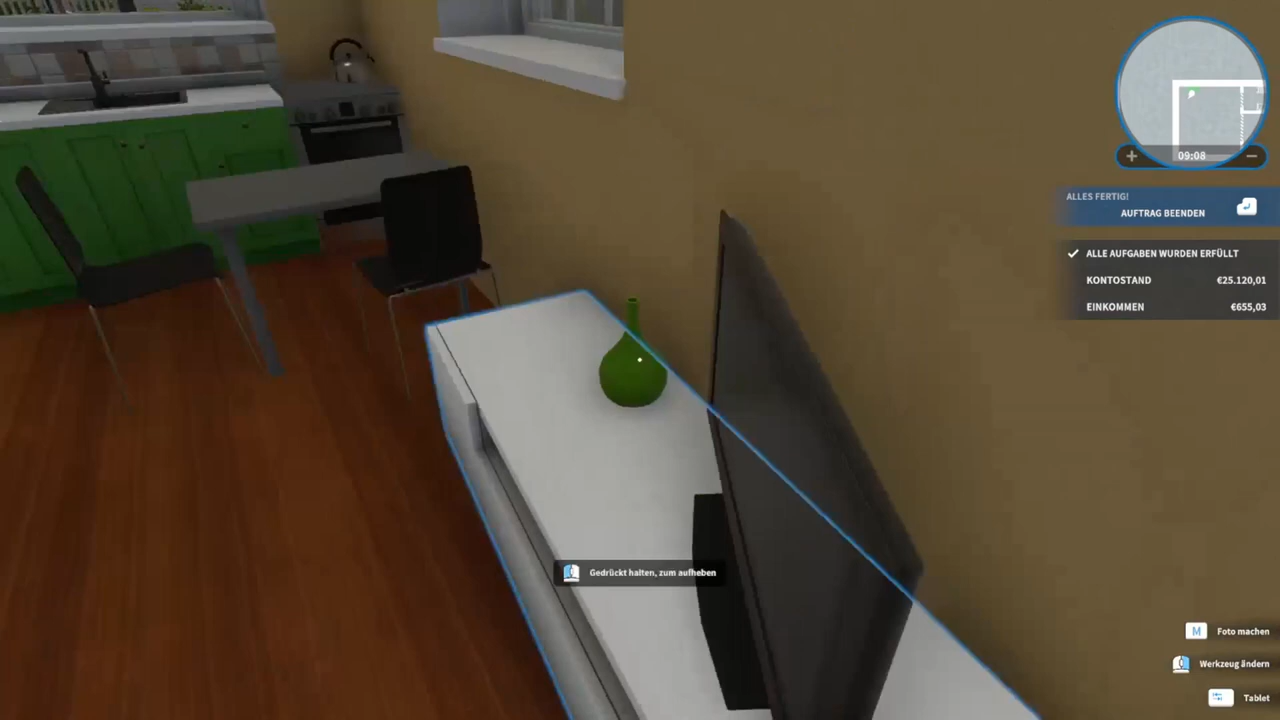 09:08
ALLES FERTIG!
AUFTRAG BEENDEN
ALLE AUFGABEN WURDEN ERFÜLLT
KONTOSTAND €25.120,01
EINKOMMEN €655,03
Gedrückt halten, zum aufheben
M Foto machen
Werkzeug ändern
Tablet